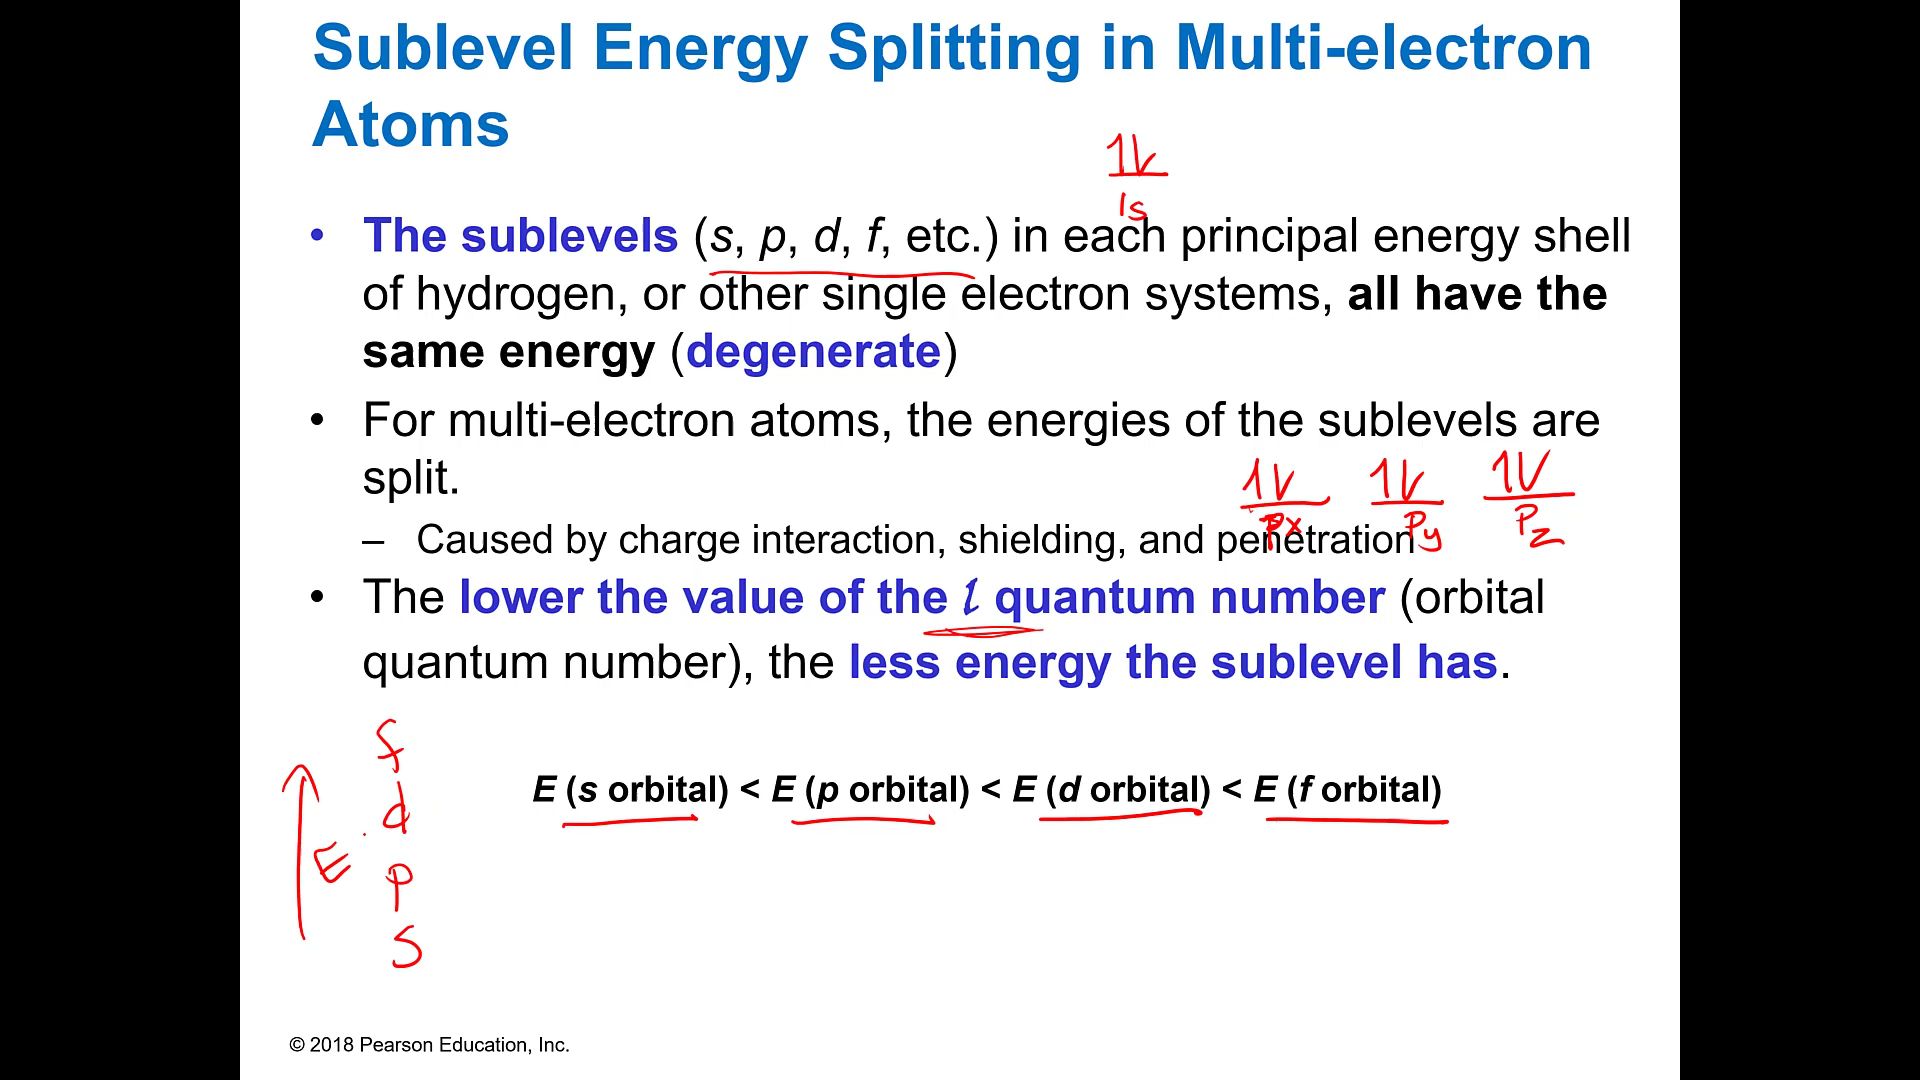 Sublevel Energy Splitting in Multi-electron
Atoms
1s
• The sublevels (s, p, d, f, etc.) in each principal energy shell
of hydrogen, or other single electron systems, all have the
same energy (degenerate)
• For multi-electron atoms, the energies of the sublevels are
split.
px py pz
– Caused by charge interaction, shielding, and penetration
• The lower the value of the l quantum number (orbital
quantum number), the less energy the sublevel has.
f
E (s orbital) < E (p orbital) < E (d orbital) < E (f orbital)
d
E
p
s
© 2018 Pearson Education, Inc.